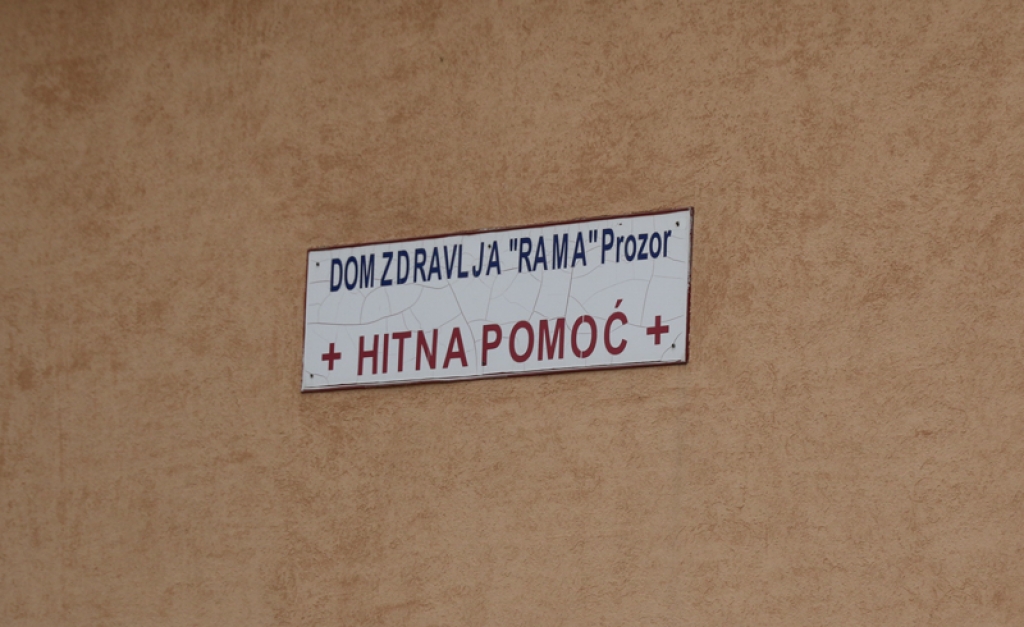 DOM ZDRAVLJA "RAMA" Prozor
+ HITNA POMOĆ +